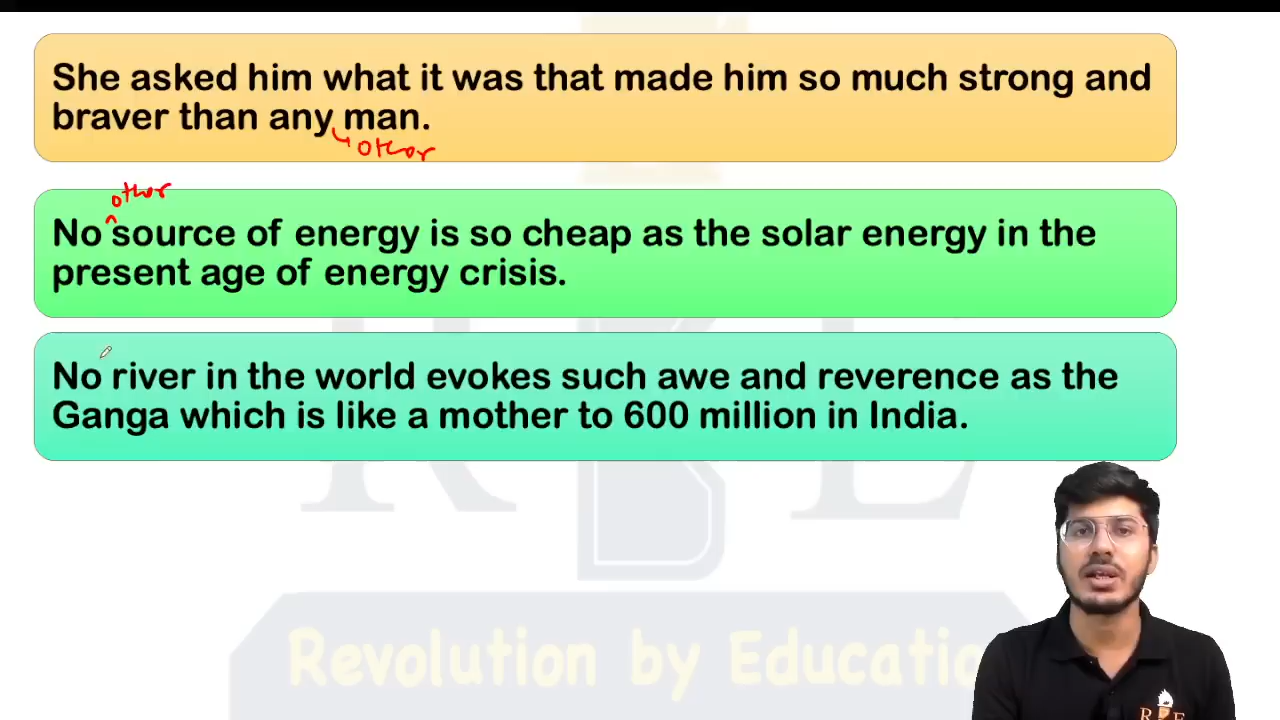 She asked him what it was that made him so much strong and
braver than any man.
other
other
No source of energy is so cheap as the solar energy in the
present age of energy crisis.
No river in the world evokes such awe and reverence as the
Ganga which is like a mother to 600 million in India.
R B E
Revolution by Educatio
R E